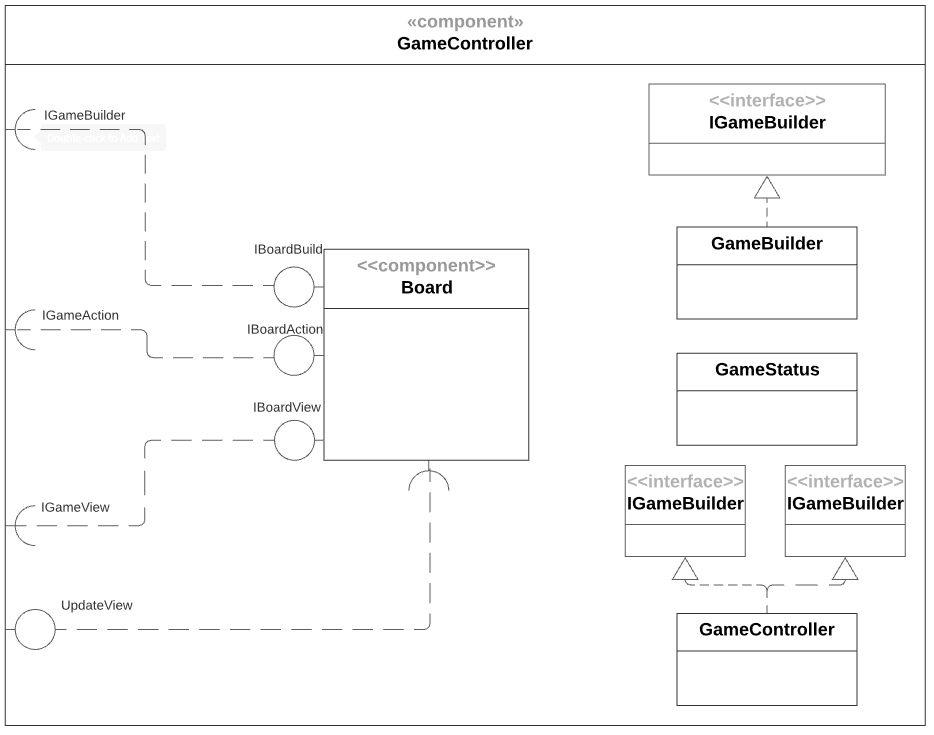 «component»
GameController
IGameBuilder
IGameAction
IGameView
UpdateView
IBoardBuild
IBoardAction
IBoardView
<<component>>
Board
<<interface>>
IGameBuilder
GameBuilder
GameStatus
<<interface>>
IGameBuilder
<<interface>>
IGameBuilder
GameController